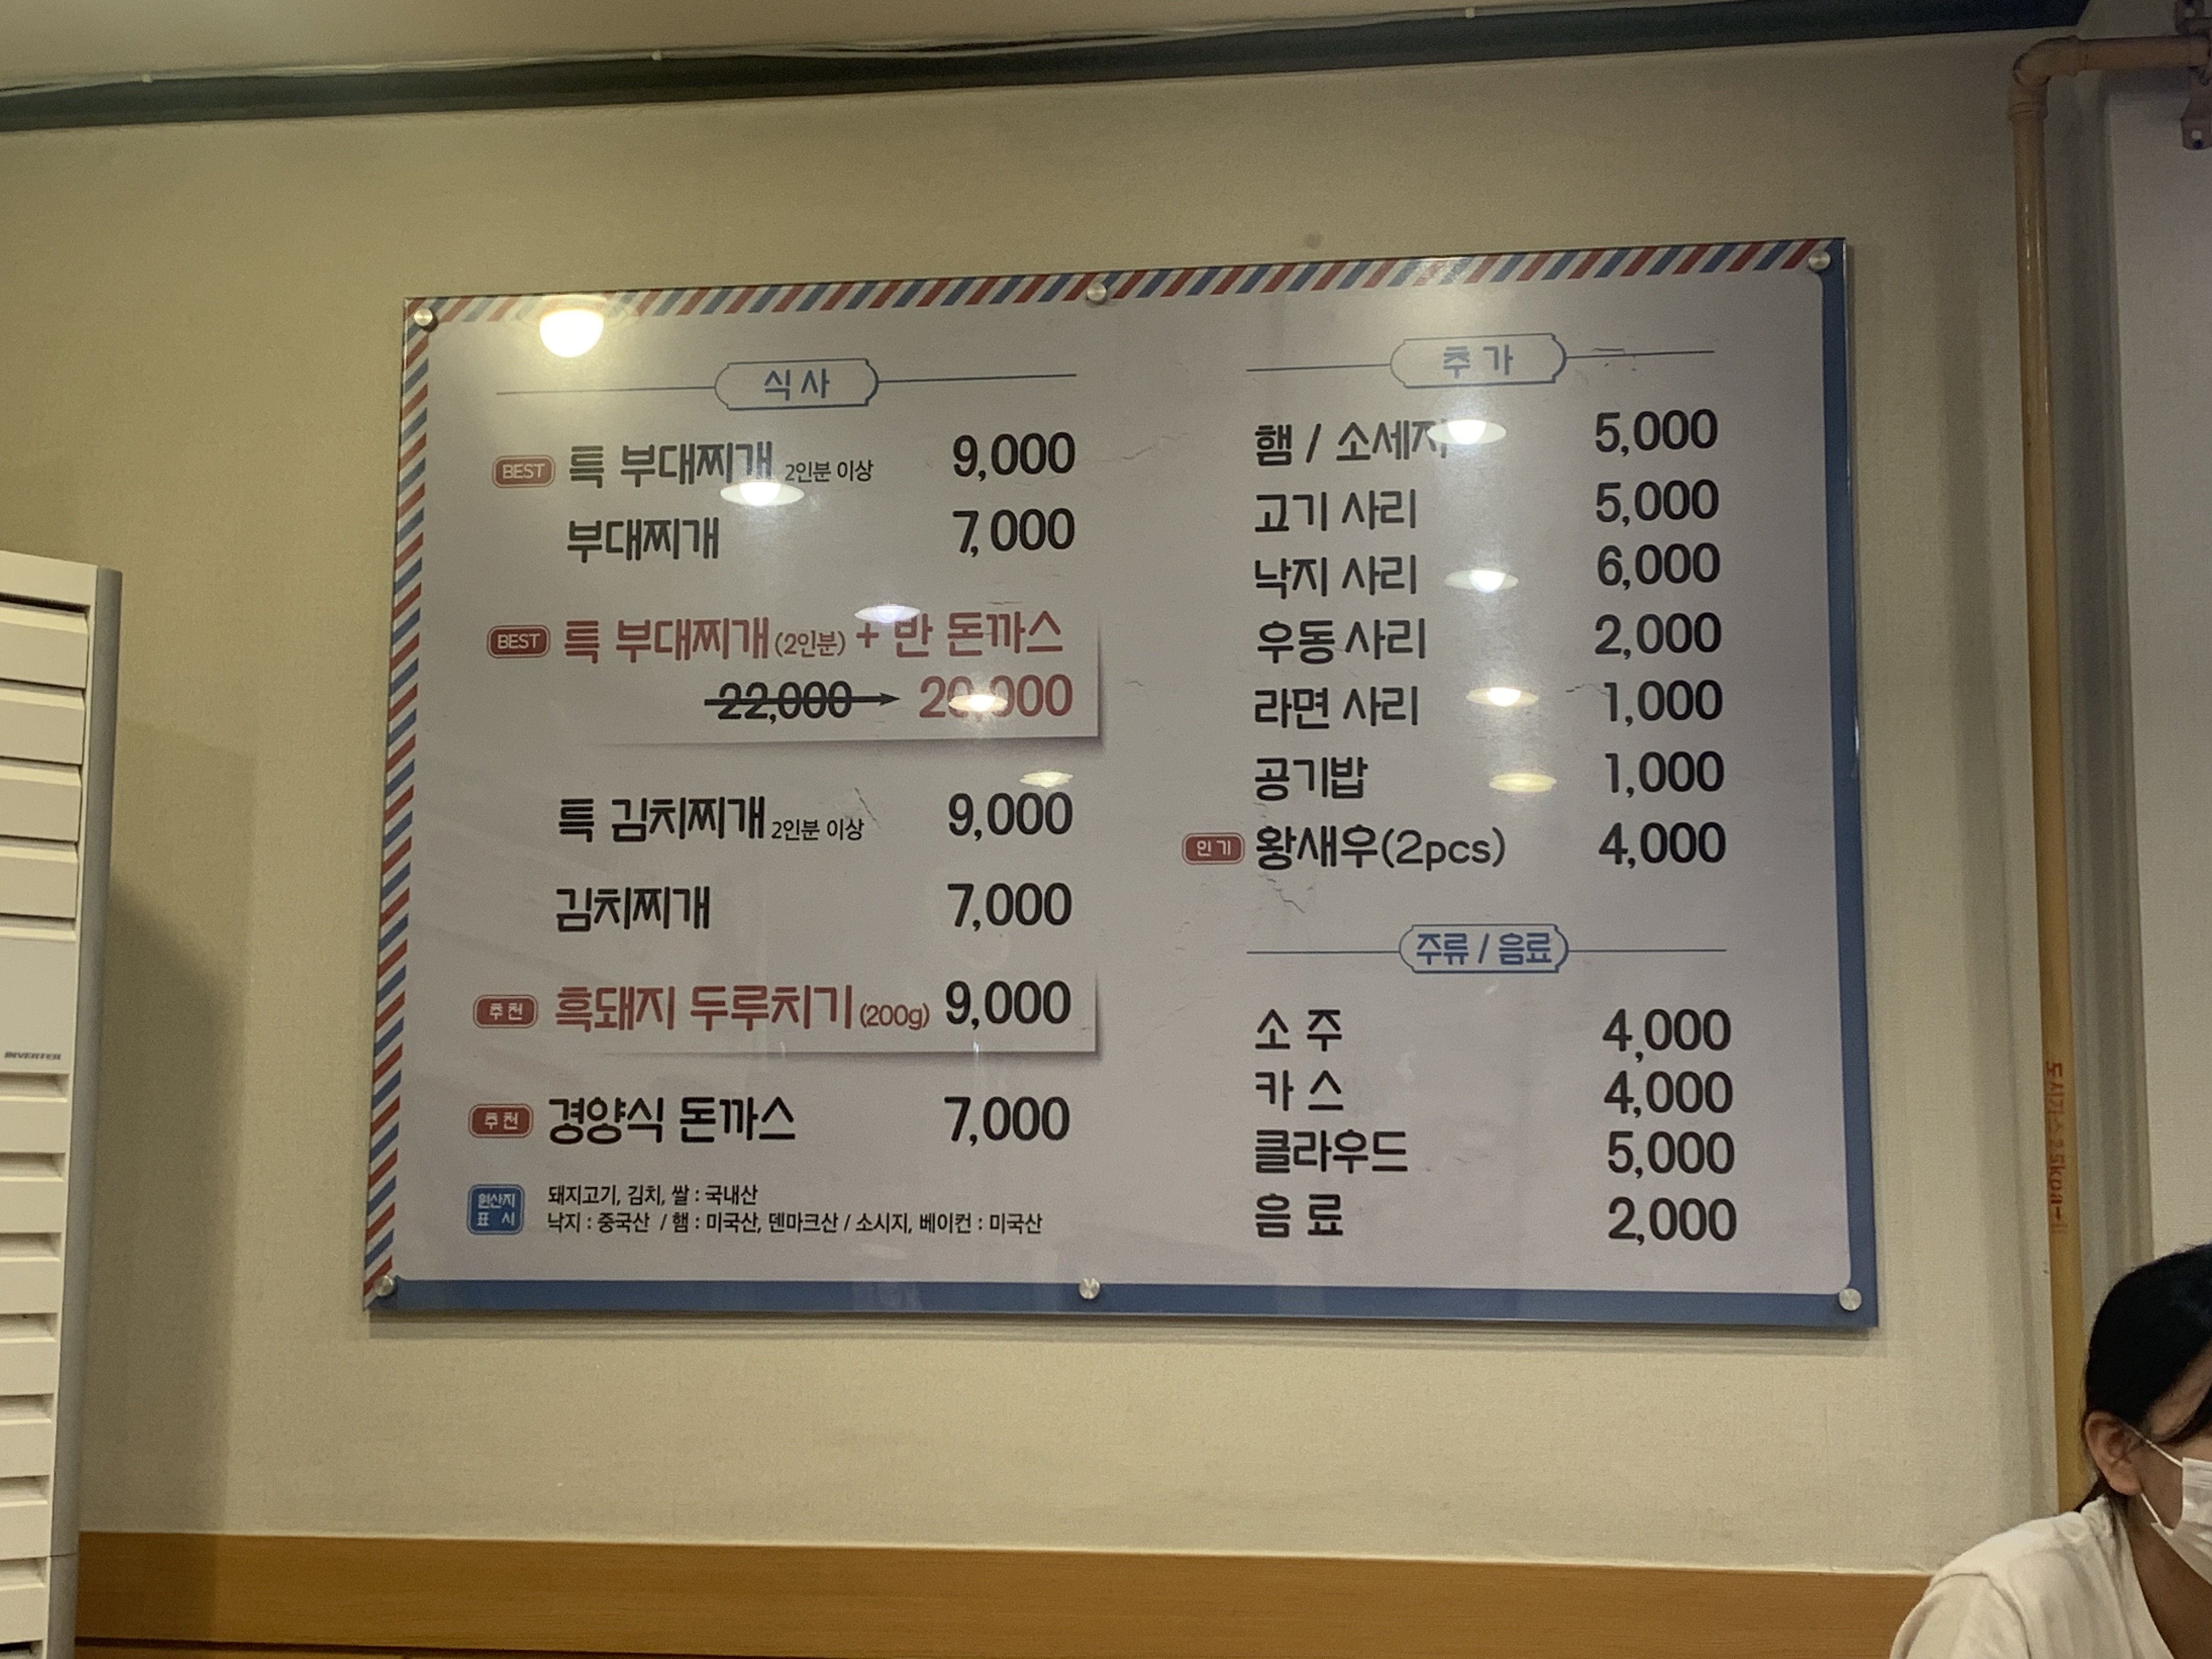 식사
BEST 특 부대찌개 2인분 이상 9,000
부대찌개 7,000
BEST 특 부대찌개(2인분) + 반 돈까스
22,000 → 20,000
특 김치찌개 2인분 이상 9,000
김치찌개 7,000
추천 흑돼지 두루치기(200g) 9,000
추천 경양식 돈까스 7,000
원산지 표시
돼지고기, 김치, 쌀 : 국내산
낙지 : 중국산 / 햄 : 미국산, 덴마크산 / 소시지, 베이컨 : 미국산
추가
햄 / 소세지 5,000
고기 사리 5,000
낙지 사리 6,000
우동 사리 2,000
라면 사리 1,000
공기밥 1,000
인기 왕새우(2pcs) 4,000
주류 / 음료
소 주 4,000
카 스 4,000
클라우드 5,000
음 료 2,000
INVERTER
도시가스 2.5kpa